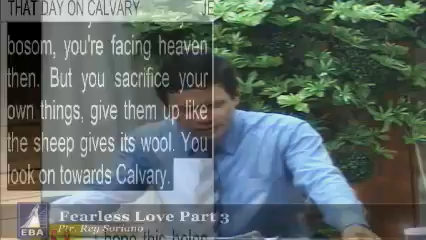 THAT DAY ON CALVARY
bosom, you're facing heaven
then. But you sacrifice your
own things, give them up like
the sheep gives its wool. You
look on towards Calvary.
Fearless Love Part 3
Ptr. Rey Soriano
EBA